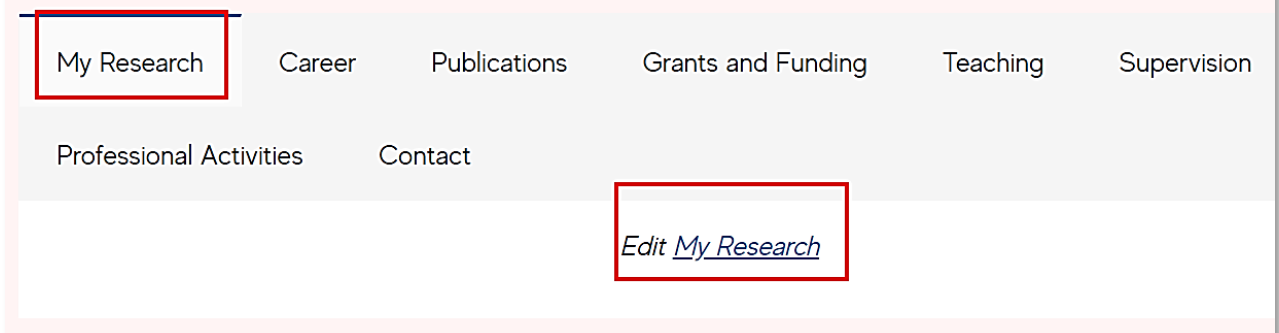 My Research Career Publications Grants and Funding Teaching Supervision
Professional Activities Contact
Edit My Research